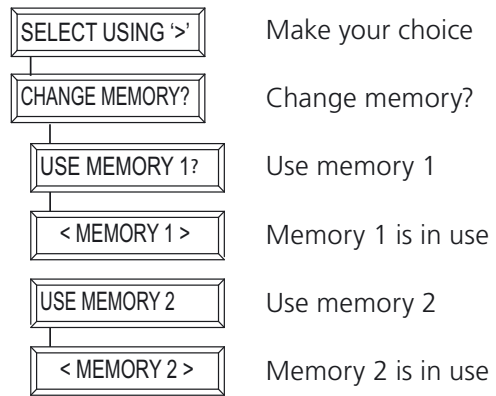 SELECT USING ‘>’ Make your choice
CHANGE MEMORY? Change memory?
USE MEMORY 1? Use memory 1
< MEMORY 1 > Memory 1 is in use
USE MEMORY 2 Use memory 2
< MEMORY 2 > Memory 2 is in use